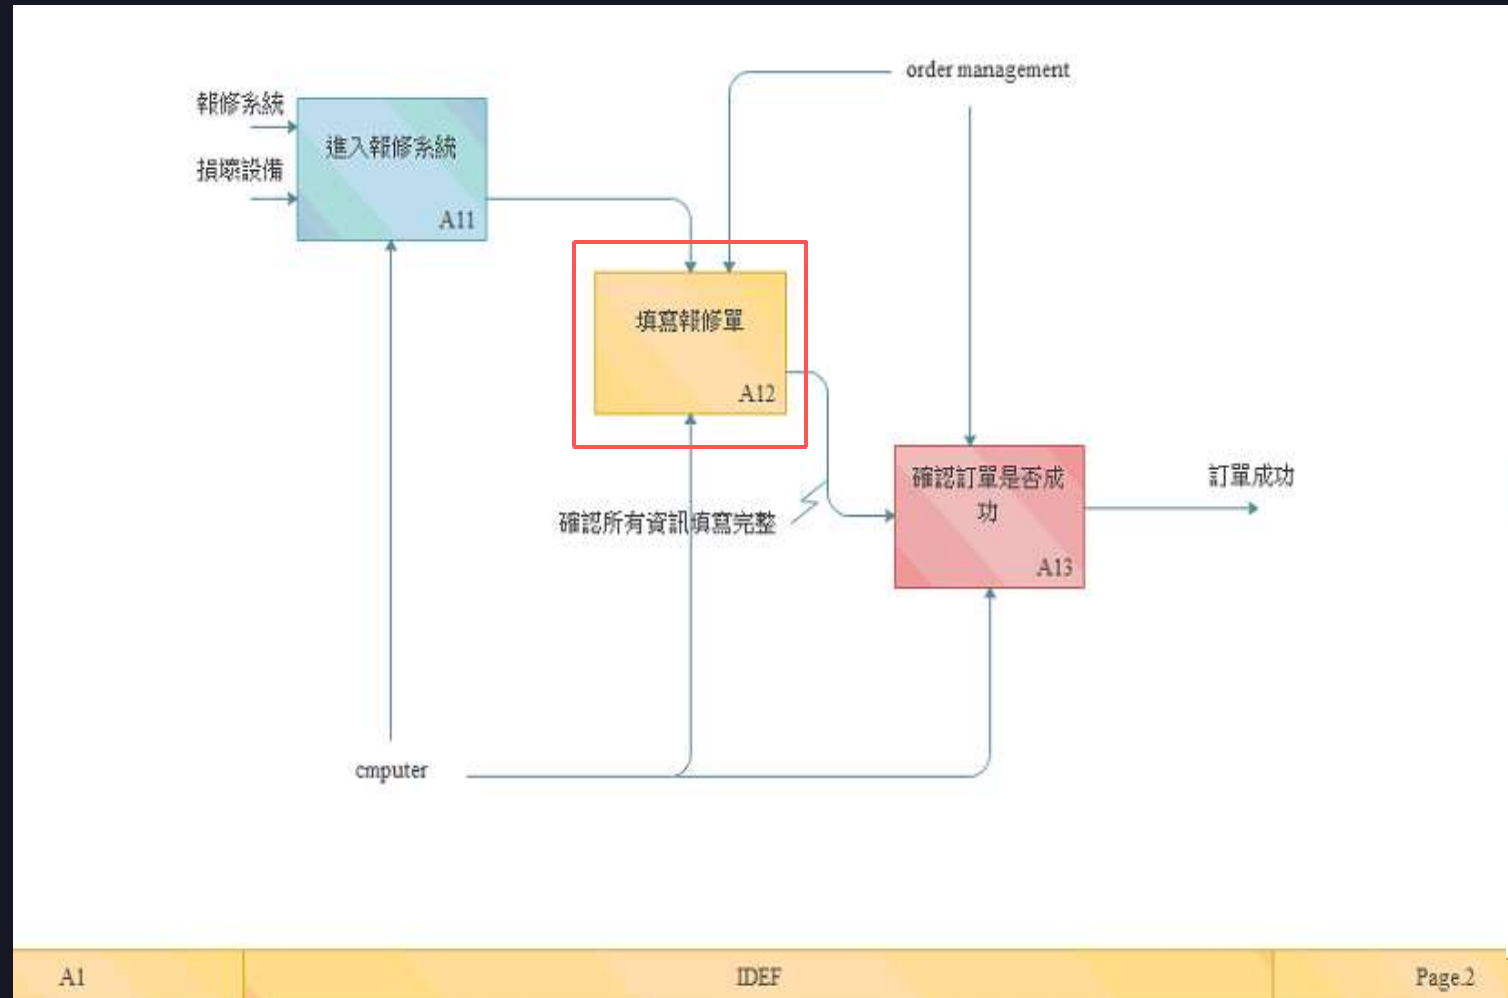 order management
報修系統
進入報修系統
損壞設備
A11
填寫報修單
A12
確認所有資訊填寫完整
確認訂單是否成
功
A13
訂單成功
cmputer
A1
IDEF
Page.2